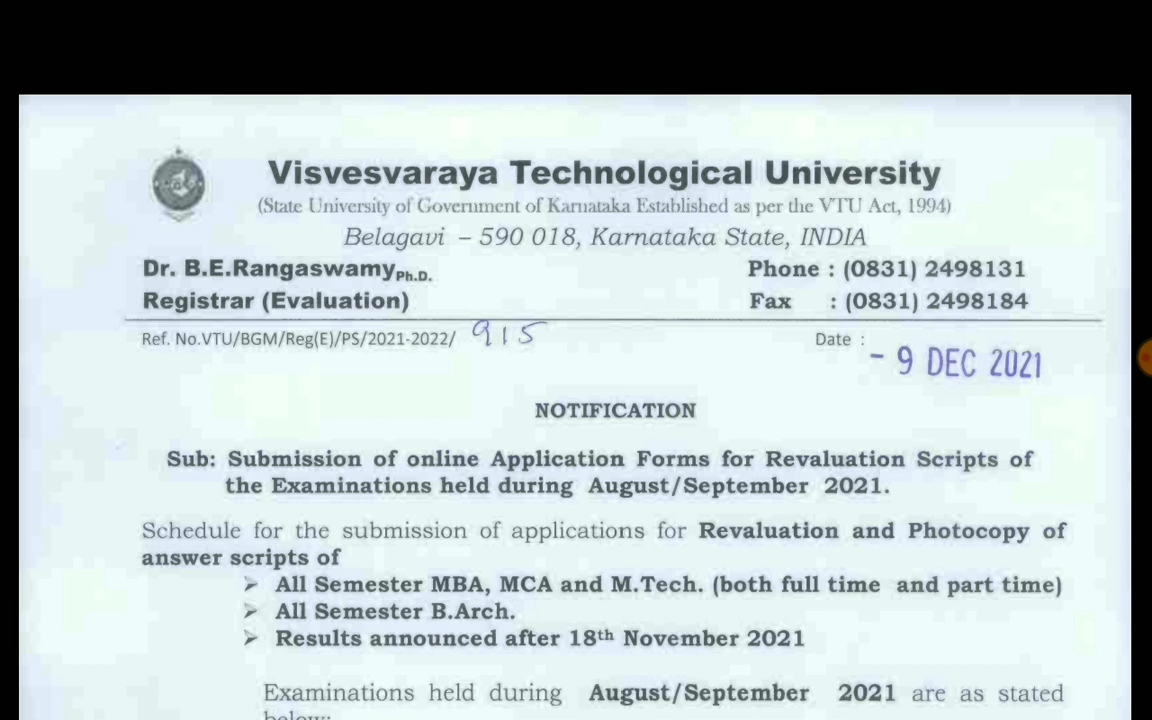 Visvesvaraya Technological University
(State University of Government of Karnataka Established as per the VTU Act, 1994)
Belagavi – 590 018, Karnataka State, INDIA
Dr. B.E.Rangaswamy Ph.D. Phone : (0831) 2498131
Registrar (Evaluation) Fax : (0831) 2498184
Ref. No.VTU/BGM/Reg(E)/PS/2021-2022/ 915 Date :
- 9 DEC 2021
NOTIFICATION
Sub: Submission of online Application Forms for Revaluation Scripts of
the Examinations held during August/September 2021.
Schedule for the submission of applications for Revaluation and Photocopy of
answer scripts of
➢ All Semester MBA, MCA and M.Tech. (both full time and part time)
➢ All Semester B.Arch.
➢ Results announced after 18th November 2021
Examinations held during August/September 2021 are as stated
below: